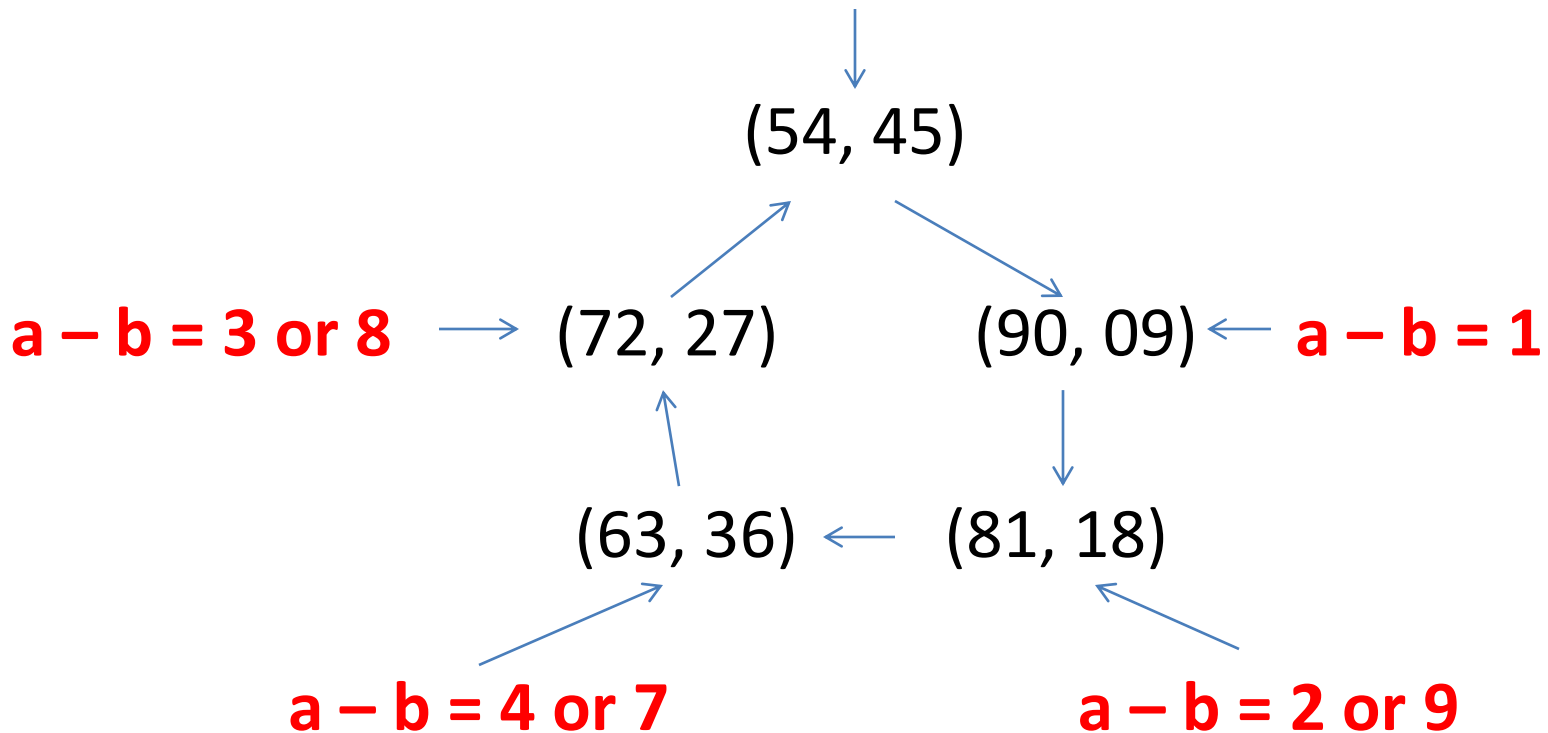 (54, 45)
a – b = 3 or 8
(72, 27)
(90, 09)
a – b = 1
(63, 36)
(81, 18)
a – b = 4 or 7
a – b = 2 or 9